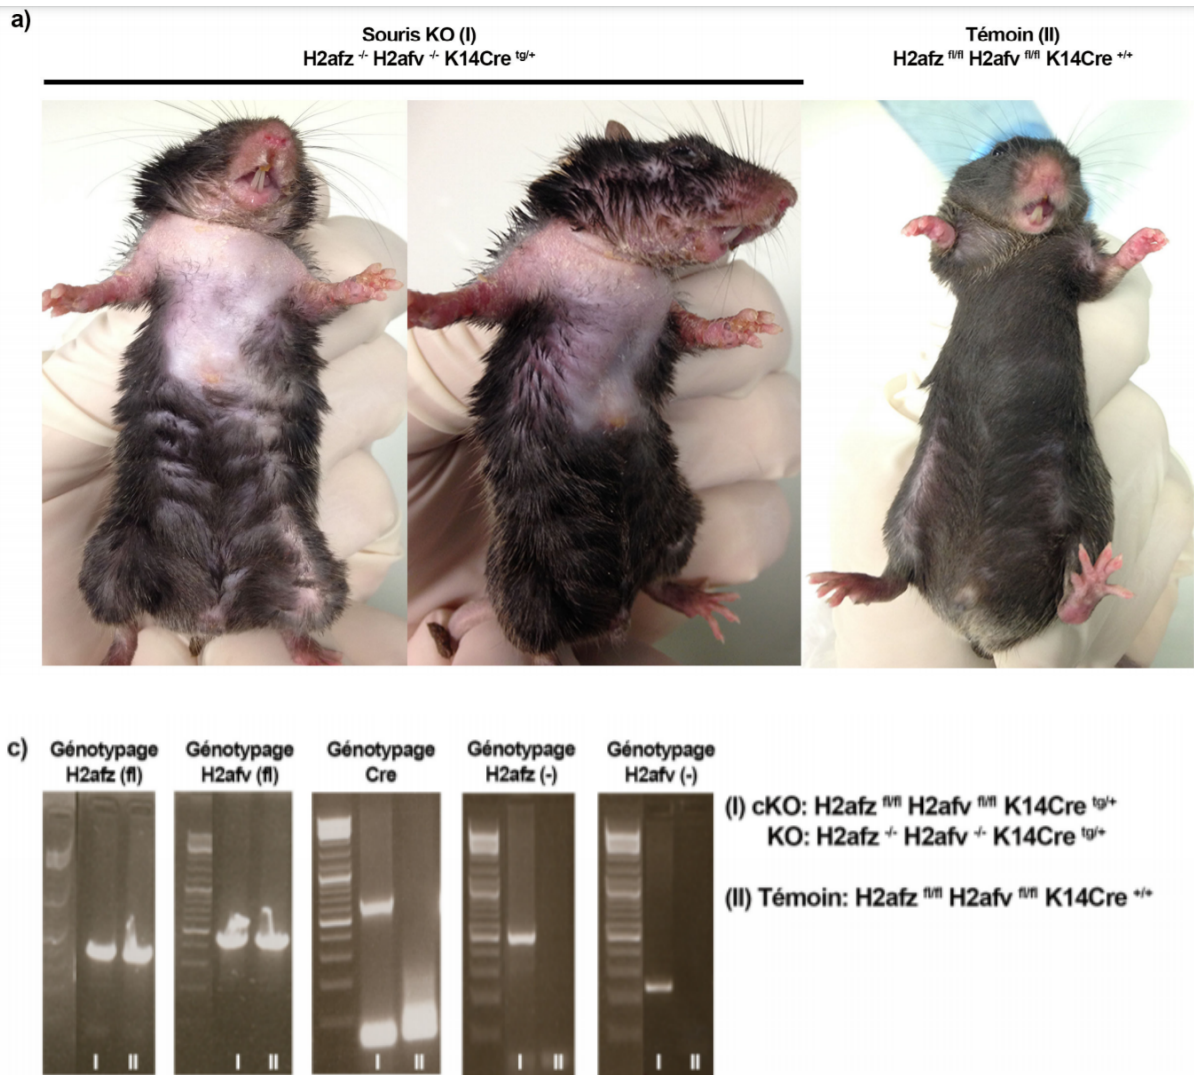 a)
Souris KO (I)
H2afz -/- H2afv -/- K14Cre tg/+
Témoin (II)
H2afz fl/fl H2afv fl/fl K14Cre +/+
c)
Génotypage
H2afz (fl)
Génotypage
H2afv (fl)
Génotypage
Cre
Génotypage
H2afz (-)
Génotypage
H2afv (-)
(I) cKO: H2afz fl/fl H2afv fl/fl K14Cre tg/+
KO: H2afz -/- H2afv -/- K14Cre tg/+
(II) Témoin: H2afz fl/fl H2afv fl/fl K14Cre +/+
I II
I II
I II
I II
I II